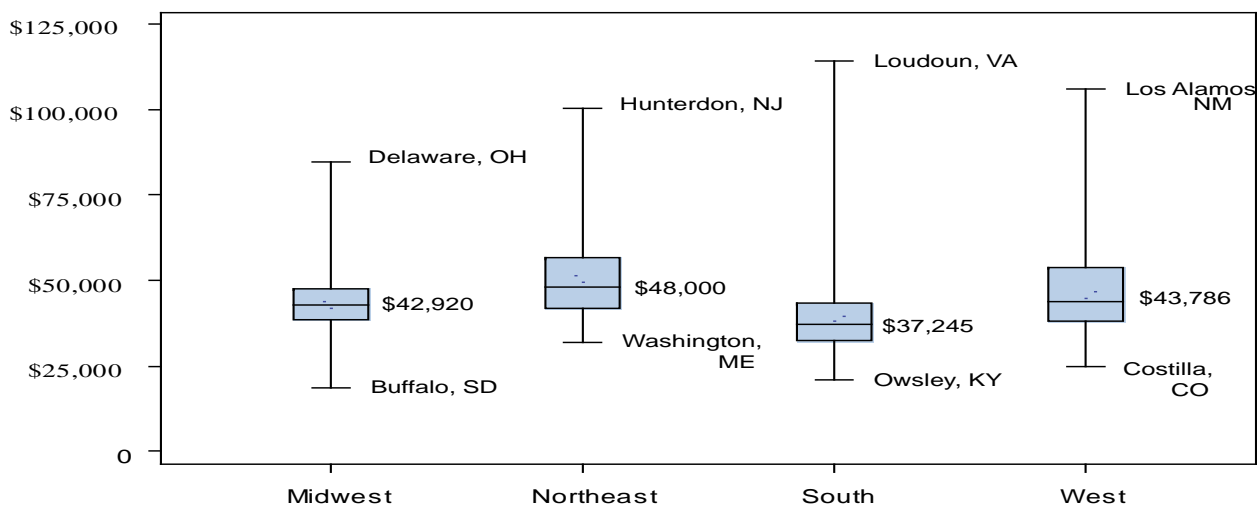 $125,000
Loudoun, VA
Los Alamos
NM
Hunterdon, NJ
$100,000
Delaware, OH
$75,000
$50,000
$42,920
$48,000
$37,245
$43,786
Washington,
ME
$25,000
Buffalo, SD
Owsley, KY
Costilla,
CO
0
Midwest
Northeast
South
West